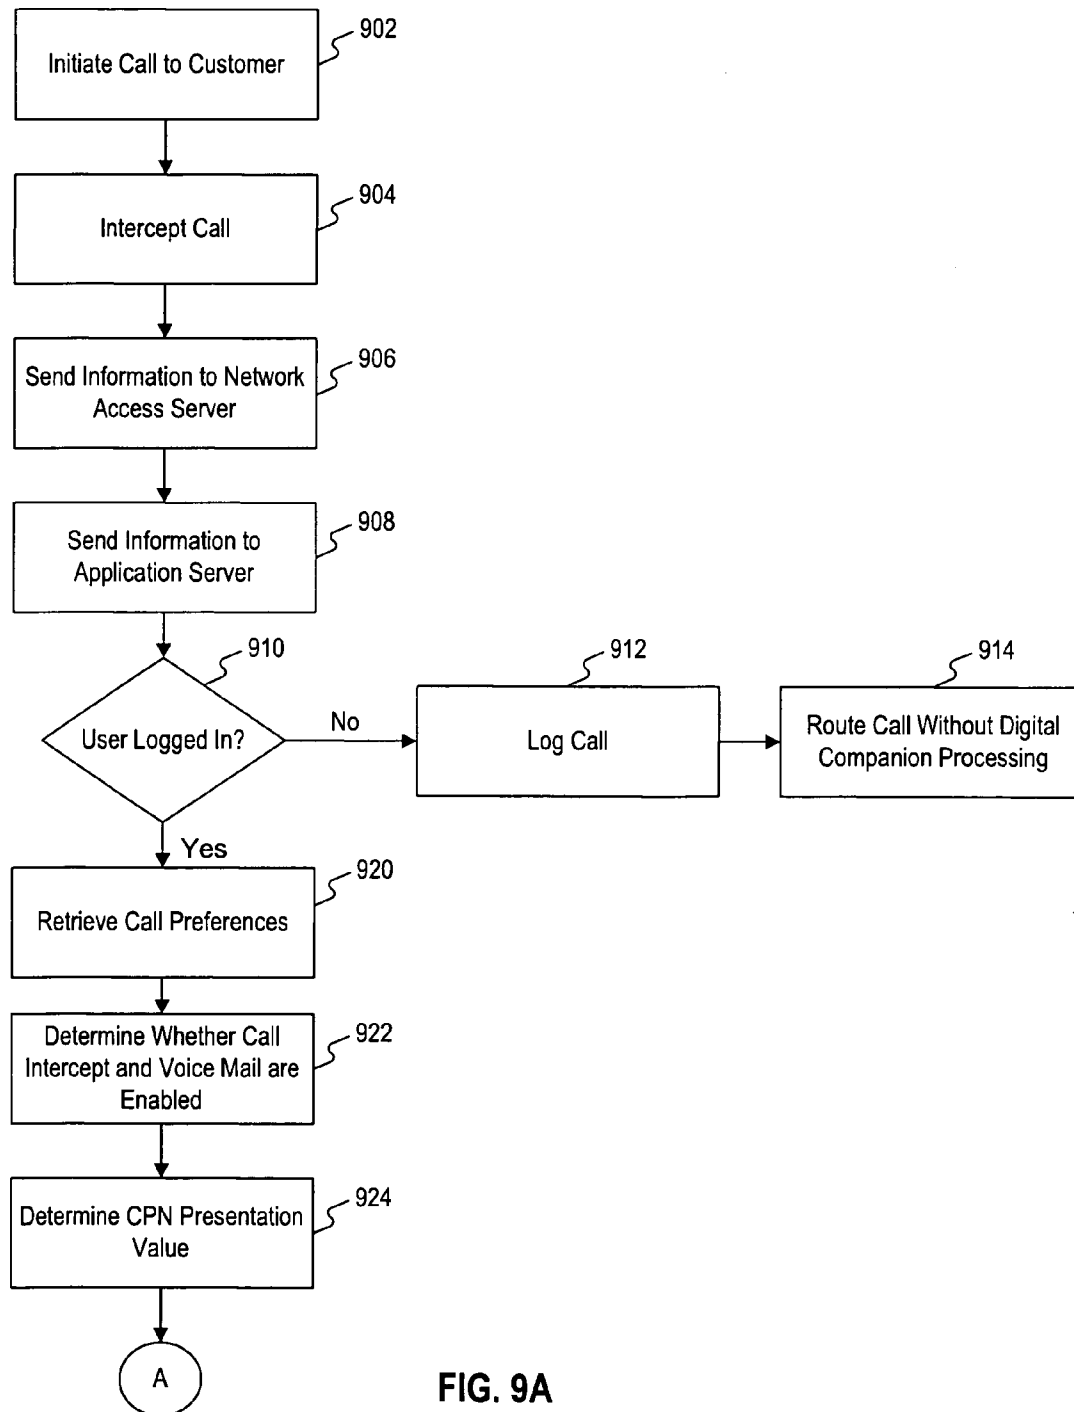 902
Initiate Call to Customer
904
Intercept Call
906
Send Information to Network
Access Server
908
Send Information to
Application Server
910
User Logged In?
No
912
Log Call
914
Route Call Without Digital
Companion Processing
Yes
920
Retrieve Call Preferences
922
Determine Whether Call
Intercept and Voice Mail are
Enabled
924
Determine CPN Presentation
Value
A
FIG. 9A